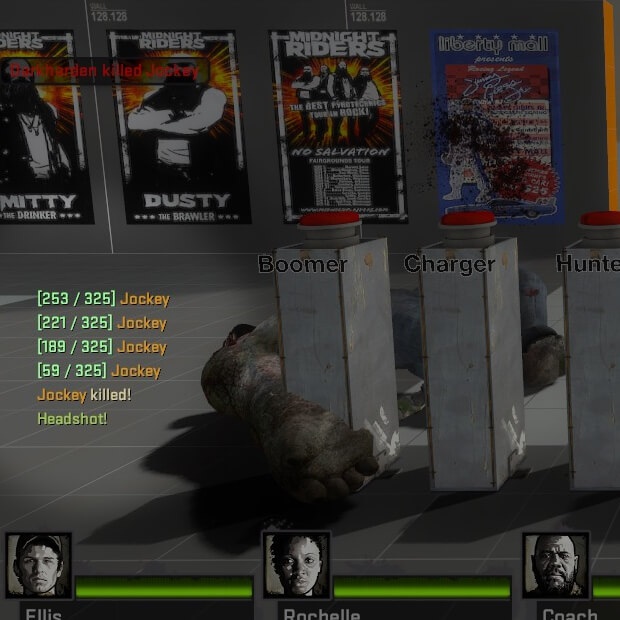 WALL
128.128
WALL
128.128
MIDNIGHT
RIDERS
MIDNIGHT
RIDERS
MIDNIGHT
RIDERS
liberty mall
presents
Racing Legend
Darkharden killed Jockey
THE BEST PYROTECHNICS
TOUR IN ROCK!
NO SALVATION
FAIRGROUNDS TOUR
MITTY
THE DRINKER ★★★
DUSTY
★★★ THE BRAWLER ★★★
Boomer
Charger
Hunte
[253 / 325] Jockey
[221 / 325] Jockey
[189 / 325] Jockey
[59 / 325] Jockey
Jockey killed!
Headshot!
Ellis
Rochelle
Coach